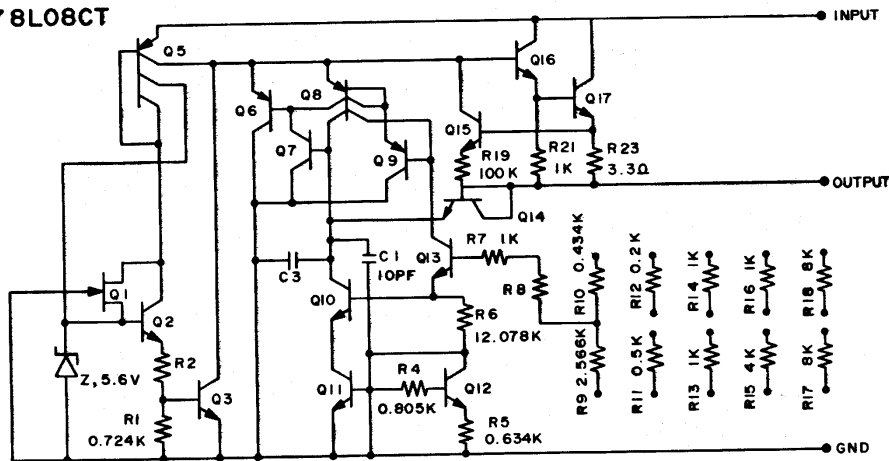 78L08CT
INPUT
Q5
Q16
Q17
Q6
Q8
Q7
Q9
Q15
R19
100K
R21
1K
R23
3.3Ω
OUTPUT
Q14
C3
C1
10PF
Q13
R7 1K
R8
Q1
Q2
Q10
R6
12.078K
R10 0.434K
R12 0.2K
R14 1K
R16 1K
R18 8K
Z, 5.6V
R2
Q3
Q11
R4
0.805K
Q12
R9 2.566K
R11 0.5K
R13 1K
R15 4K
R17 8K
R1
0.724K
R5
0.634K
GND